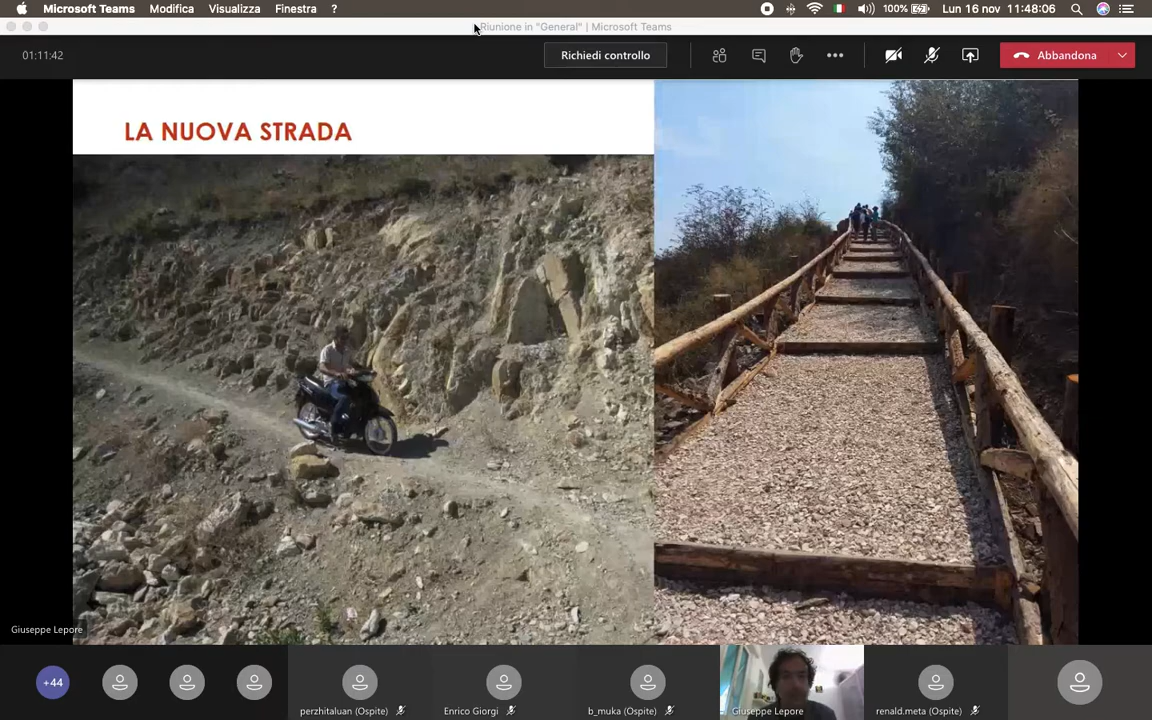 Microsoft Teams Modifica Visualizza Finestra ? 100% Lun 16 nov 11:48:06
Riunione in "General" | Microsoft Teams
01:11:42 Richiedi controllo Abbandona
LA NUOVA STRADA
Giuseppe Lepore
+44
perzhitaluan (Ospite) Enrico Giorgi b_muka (Ospite) Giuseppe Lepore renald.meta (Ospite)